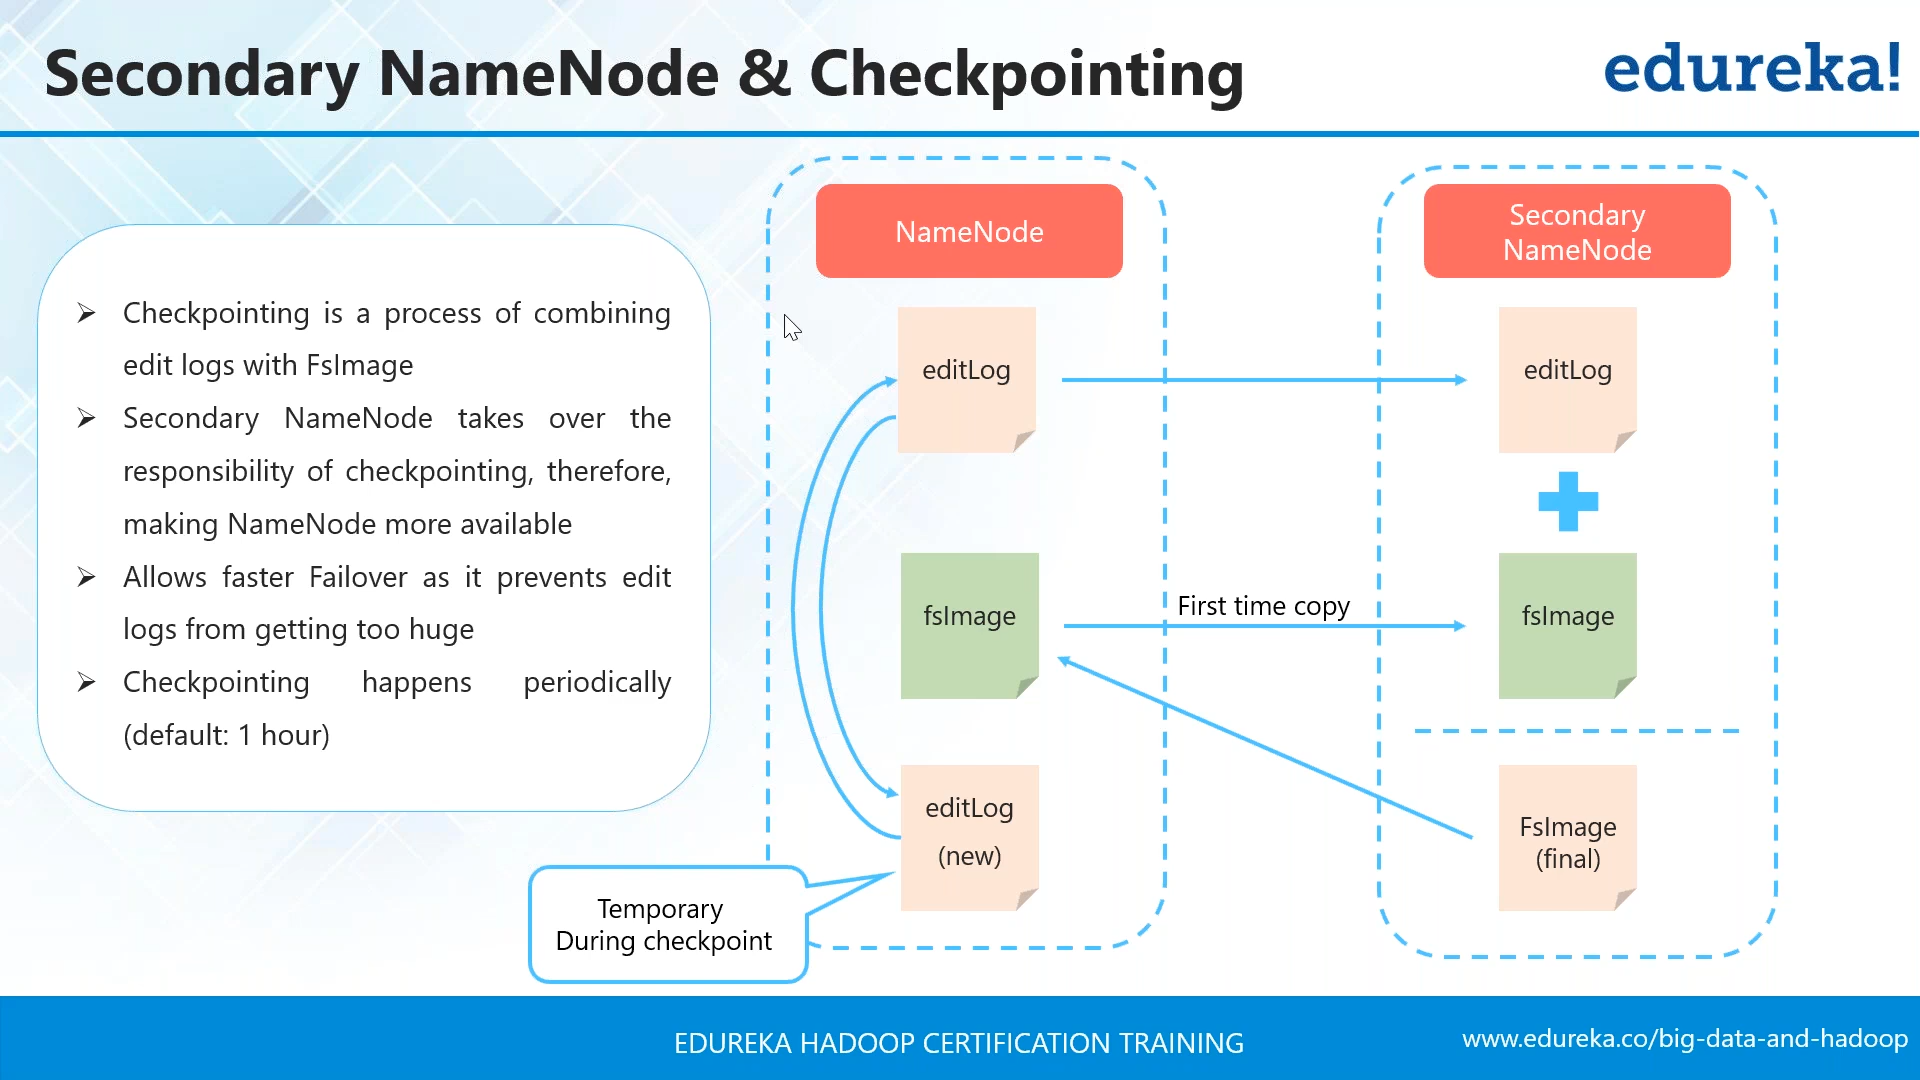 Secondary NameNode & Checkpointing
edureka!
➢ Checkpointing is a process of combining
edit logs with FsImage
➢ Secondary NameNode takes over the
responsibility of checkpointing, therefore,
making NameNode more available
➢ Allows faster Failover as it prevents edit
logs from getting too huge
➢ Checkpointing happens periodically
(default: 1 hour)
NameNode
editLog
fsImage
editLog
(new)
Temporary
During checkpoint
First time copy
Secondary
NameNode
editLog
fsImage
FsImage
(final)
EDUREKA HADOOP CERTIFICATION TRAINING
www.edureka.co/big-data-and-hadoop